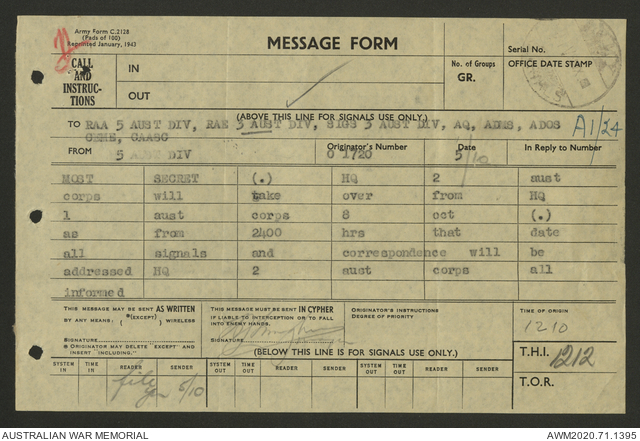 Army Form C.2128
(Pads of 100)
Reprinted January, 1943
MESSAGE FORM
Serial No.
CALL AND INSTRUC-TIONS
IN
OUT
No. of Groups
GR.
OFFICE DATE STAMP
(ABOVE THIS LINE FOR SIGNALS USE ONLY.)
TO RAA 5 AUST DIV, RAE 5 AUST DIV, SIGS 5 AUST DIV, AQ, ADMS, ADOS
CEME, CAASC
A1/24
FROM 5 AUST DIV
Originator's Number
O 1720
Date
5/10
In Reply to Number
MOST SECRET (.) HQ 2 aust
corps will take over from HQ
1 aust corps 8 oct (.)
as from 2400 hrs that date
all signals and correspondence will be
addressed HQ 2 aust corps all
informed
THIS MESSAGE MAY BE SENT AS WRITTEN
BY ANY MEANS: *(EXCEPT) WIRELESS
SIGNATURE
* ORIGINATOR MAY DELETE "EXCEPT" AND INSERT "INCLUDING."
THIS MESSAGE MUST BE SENT IN CYPHER
IF LIABLE TO INTERCEPTION OR TO FALL INTO ENEMY HANDS.
SIGNATURE
ORIGINATOR'S INSTRUCTIONS
DEGREE OF PRIORITY
TIME OF ORIGIN
1210
(BELOW THIS LINE IS FOR SIGNALS USE ONLY.)
T.H.I. 1212
SYSTEM IN TIME IN READER SENDER SYSTEM OUT TIME OUT READER SENDER SYSTEM OUT TIME OUT READER SENDER
T.O.R.
file
5/10
AUSTRALIAN WAR MEMORIAL
AWM2020.71.1395